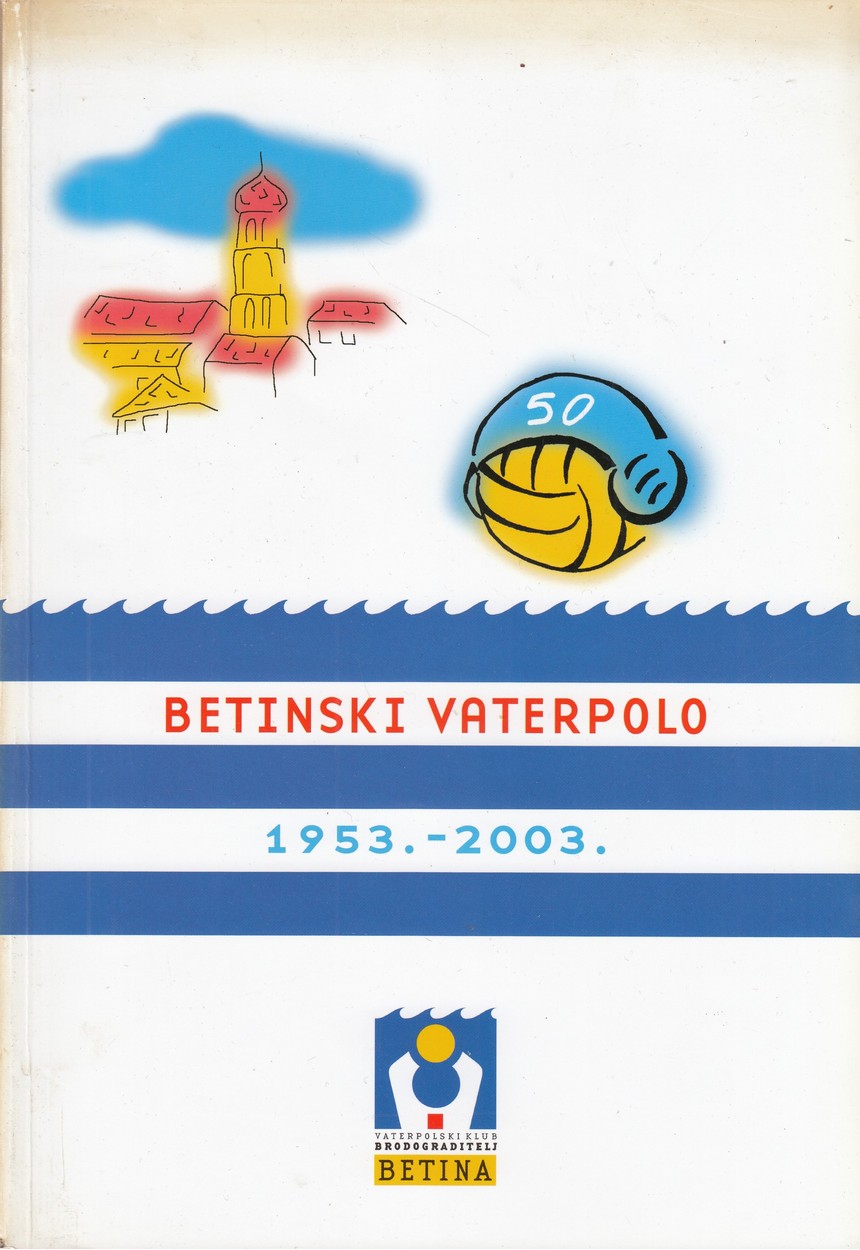 50
BETINSKI VATERPOLO
1953.-2003.
VATERPOLSKI KLUB
BRODOGRADITELJ
BETINA